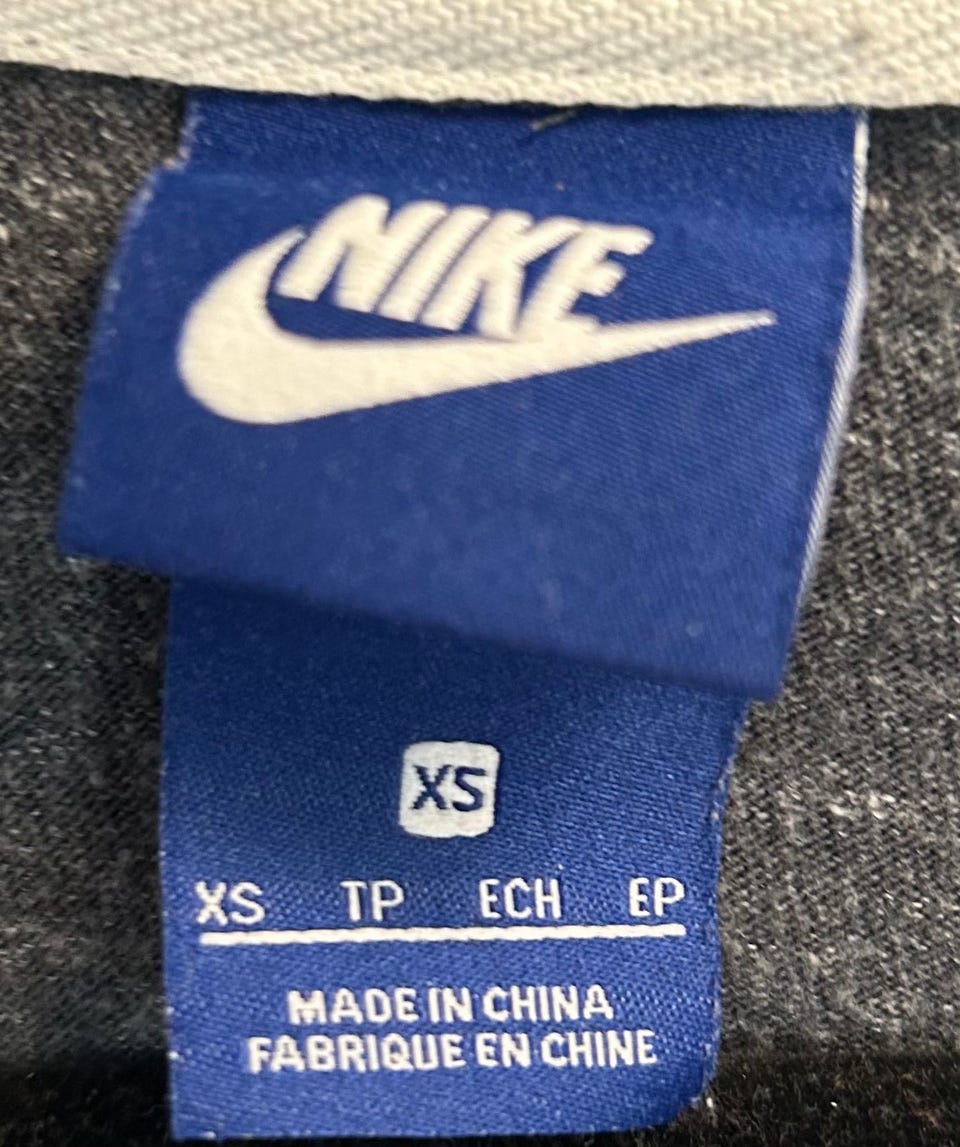 NIKE
XS
XS TP ECH EP
MADE IN CHINA
FABRIQUE EN CHINE